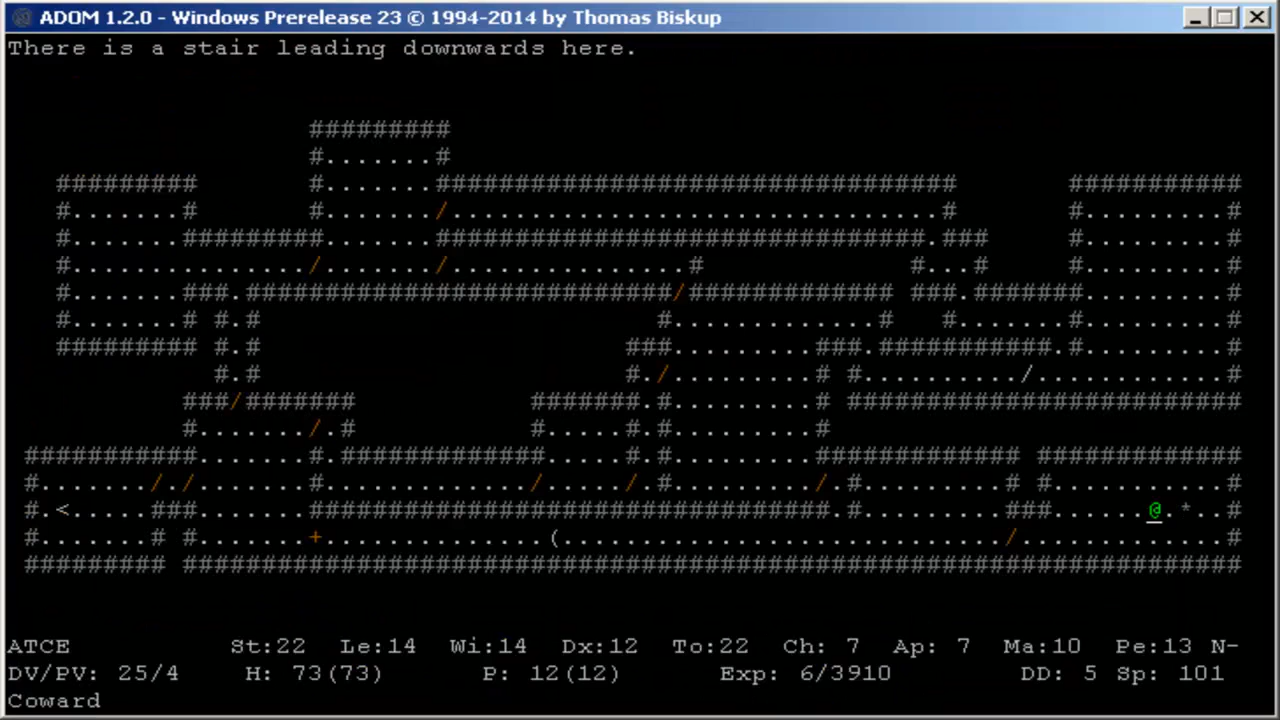 ADOM 1.2.0 - Windows Prerelease 23 © 1994-2014 by Thomas Biskup
There is a stair leading downwards here.
ATCE St:22 Le:14 Wi:14 Dx:12 To:22 Ch: 7 Ap: 7 Ma:10 Pe:13 N-
DV/PV: 25/4 H: 73(73) P: 12(12) Exp: 6/3910 DD: 5 Sp: 101
Coward